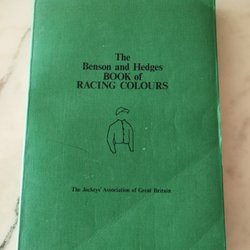 The
Benson and Hedges
BOOK of
RACING COLOURS
The Jockeys' Association of Great Britain